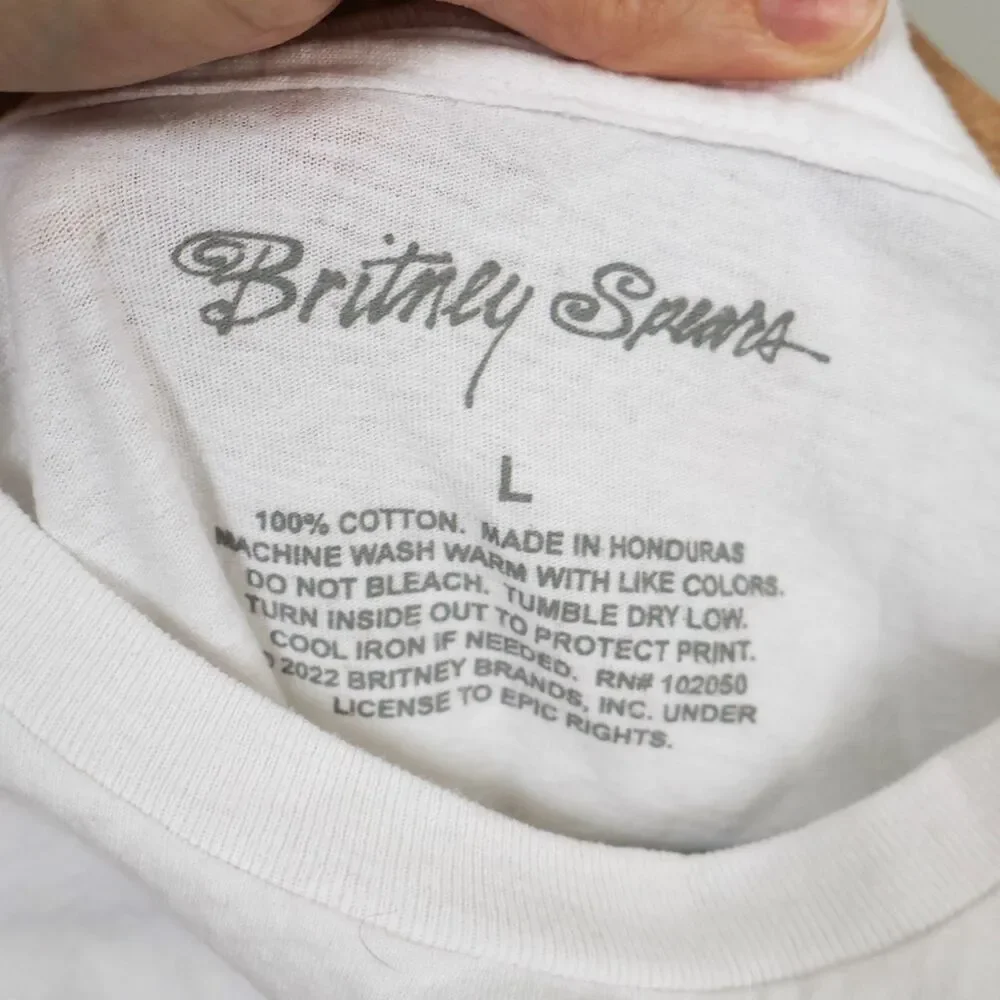 Britney Spears
L
100% COTTON. MADE IN HONDURAS
MACHINE WASH WARM WITH LIKE COLORS.
DO NOT BLEACH. TUMBLE DRY LOW.
TURN INSIDE OUT TO PROTECT PRINT.
COOL IRON IF NEEDED. RN# 102050
2022 BRITNEY BRANDS, INC. UNDER
LICENSE TO EPIC RIGHTS.